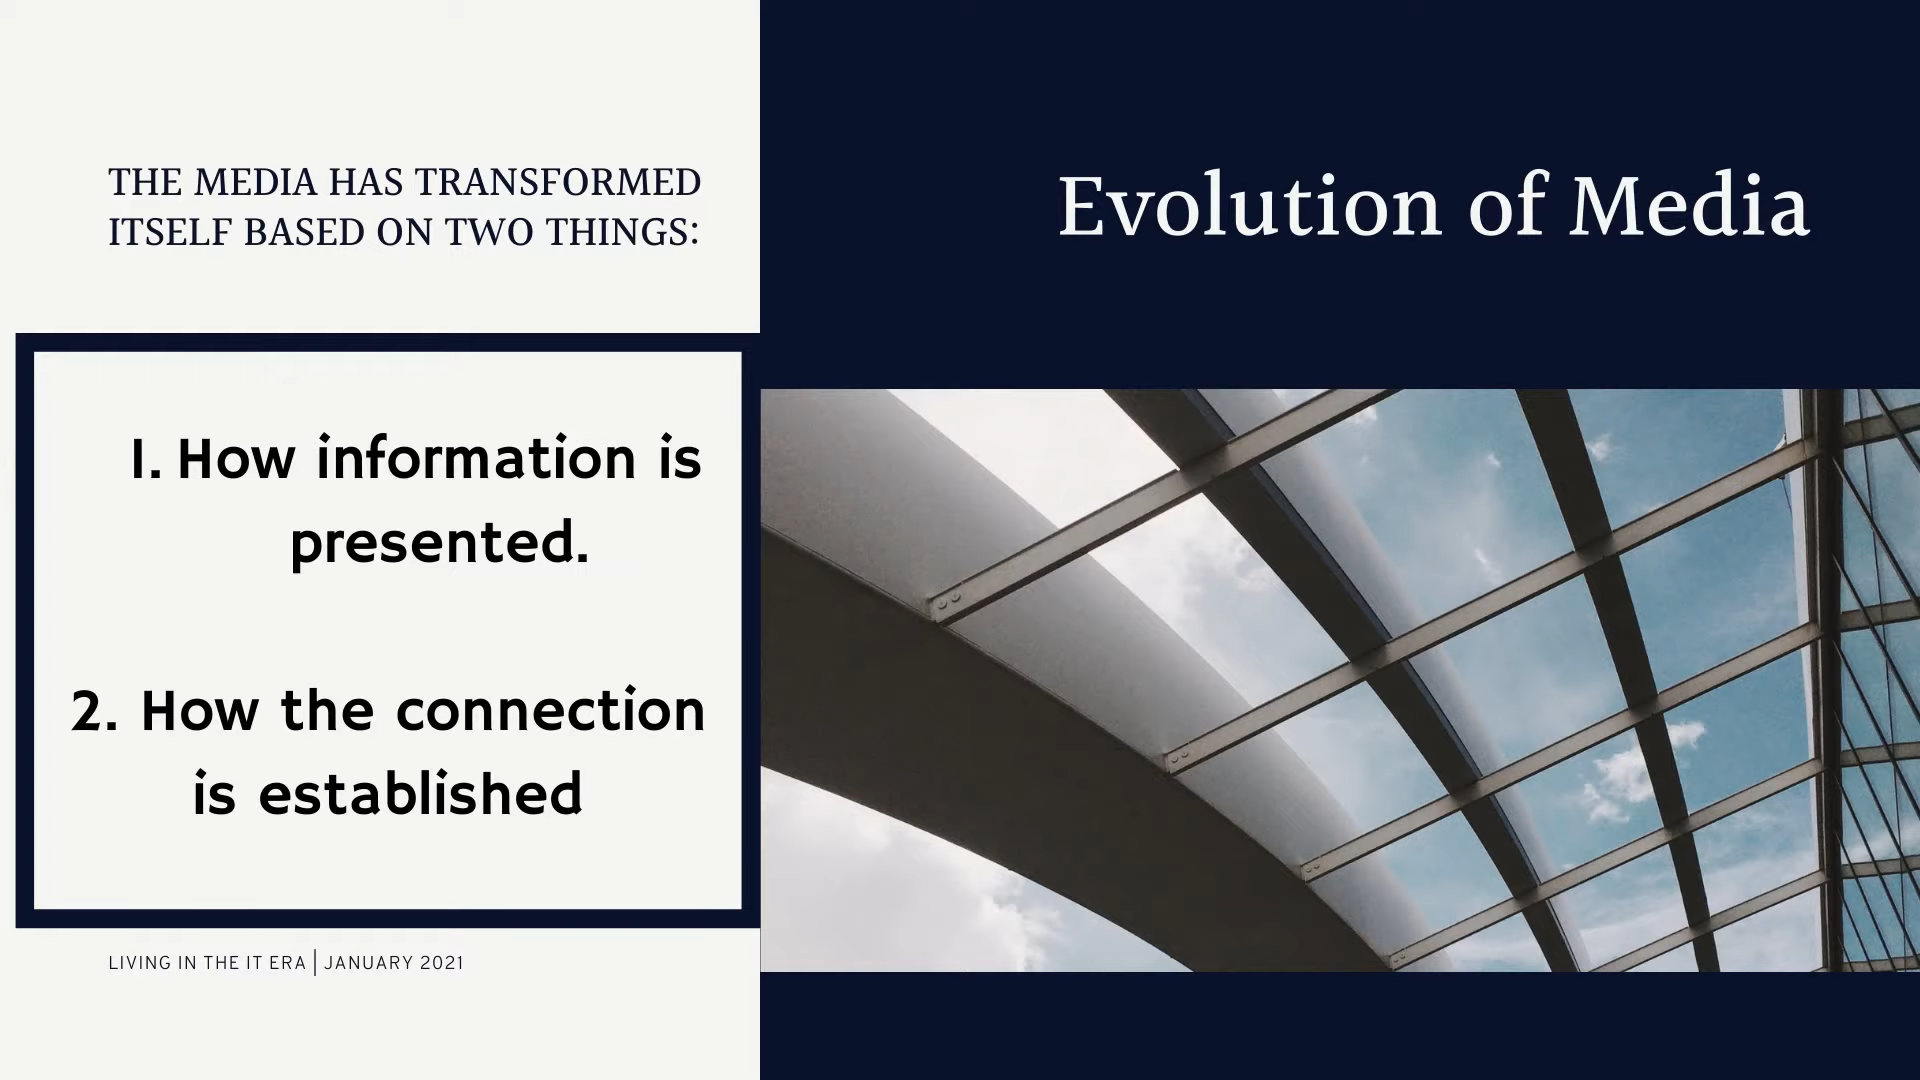 THE MEDIA HAS TRANSFORMED
ITSELF BASED ON TWO THINGS:
Evolution of Media
1. How information is
presented.
2. How the connection
is established
LIVING IN THE IT ERA | JANUARY 2021